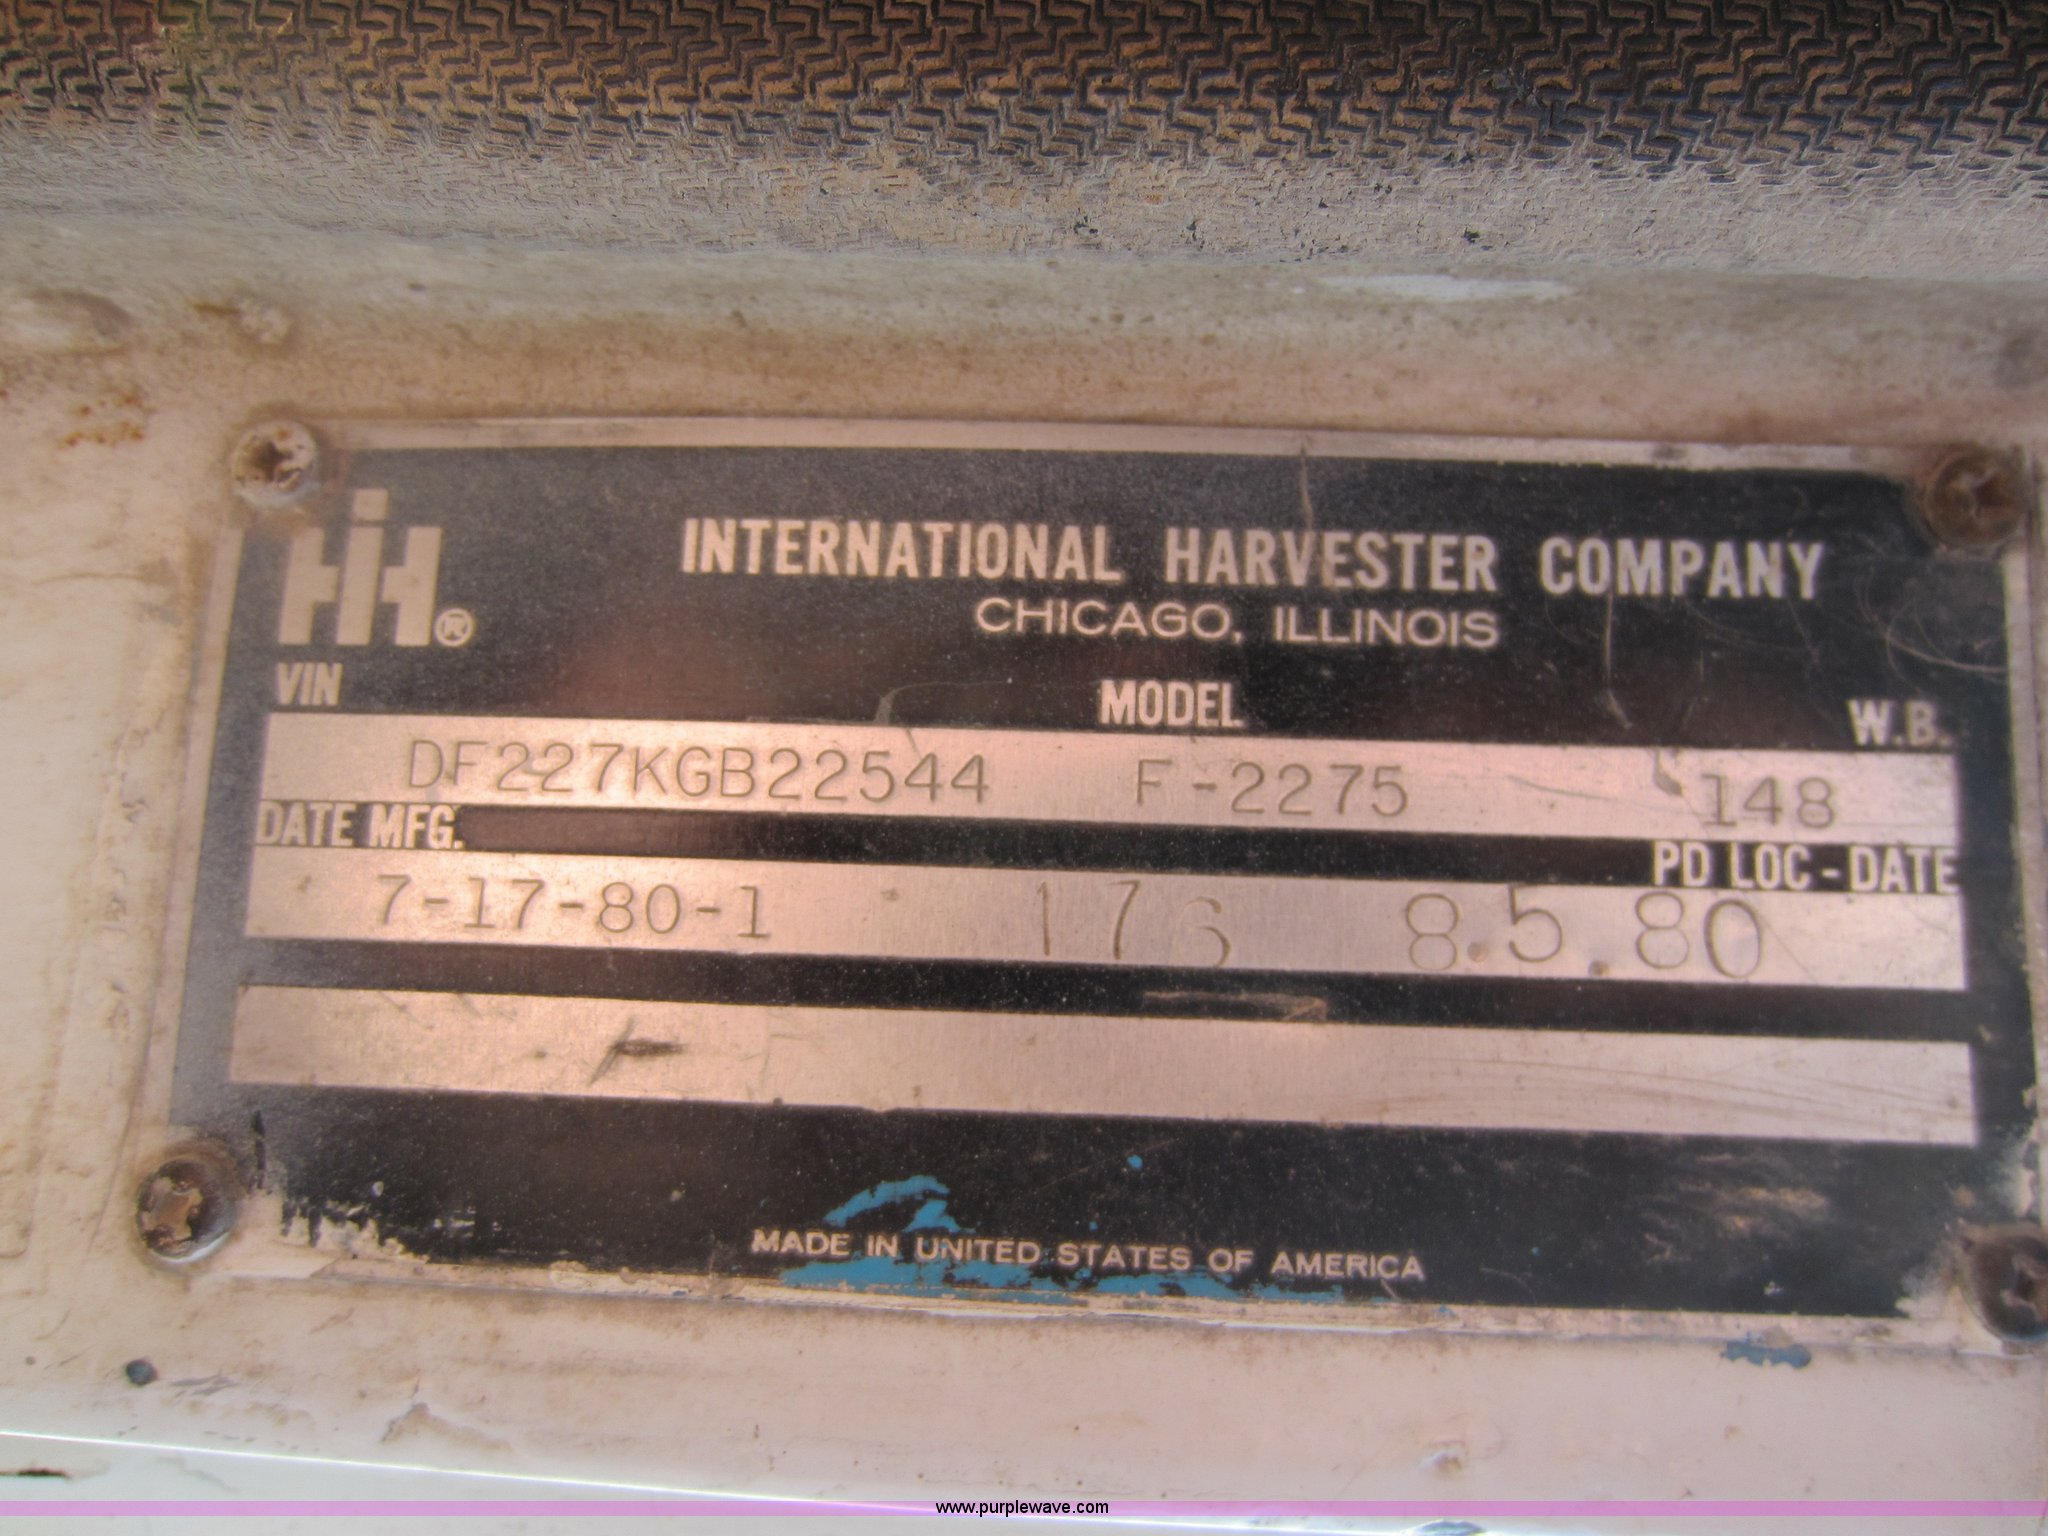 IH®
INTERNATIONAL HARVESTER COMPANY
CHICAGO, ILLINOIS
VIN MODEL W.B.
DF227KGB22544 F-2275 148
DATE MFG. PD LOC-DATE
7-17-80-1 176 8.5.80
MADE IN UNITED STATES OF AMERICA
www.purplewave.com